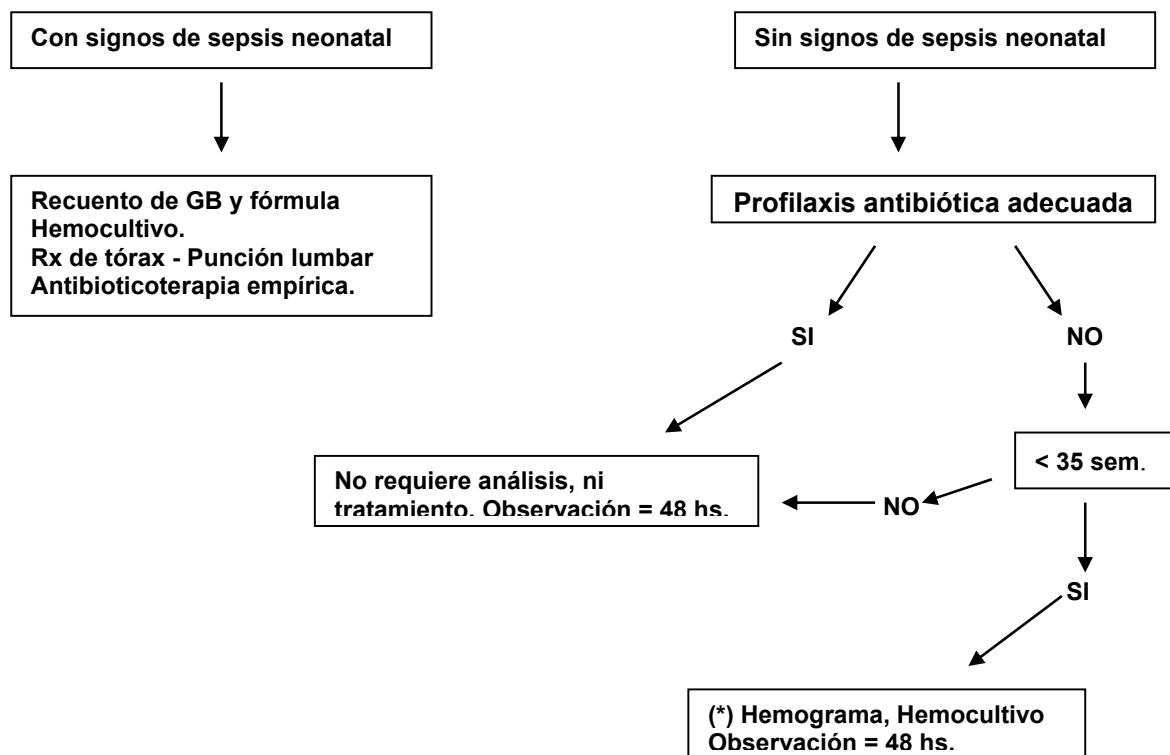 Con signos de sepsis neonatal
Sin signos de sepsis neonatal
Recuento de GB y fórmula
Hemocultivo.
Rx de tórax - Punción lumbar
Antibioticoterapia empírica.
Profilaxis antibiótica adecuada
SI
NO
< 35 sem.
No requiere análisis, ni
tratamiento. Observación = 48 hs.
NO
SI
(*) Hemograma, Hemocultivo
Observación = 48 hs.